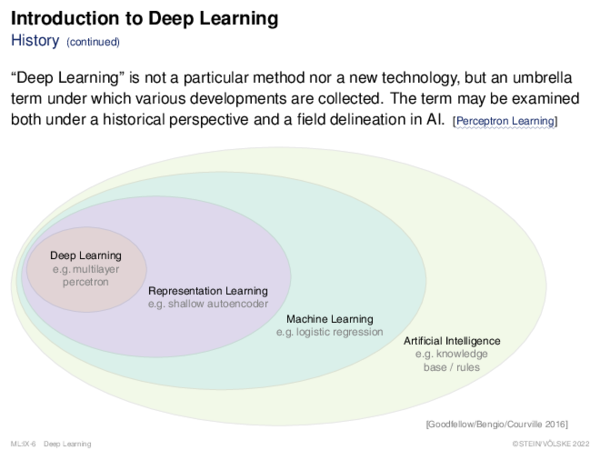 Introduction to Deep Learning
History (continued)
“Deep Learning” is not a particular method nor a new technology, but an umbrella
term under which various developments are collected. The term may be examined
both under a historical perspective and a field delineation in AI. [Perceptron Learning]
Deep Learning
e.g. multilayer
percetron
Representation Learning
e.g. shallow autoencoder
Machine Learning
e.g. logistic regression
Artificial Intelligence
e.g. knowledge
base / rules
[Goodfellow/Bengio/Courville 2016]
ML:IX-6 Deep Learning
©STEIN/VÖLSKE 2022